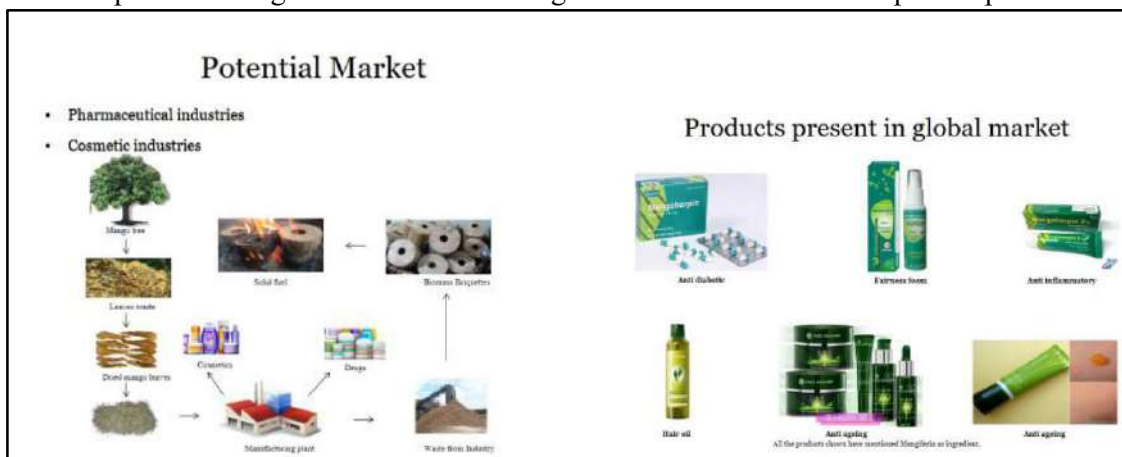 Potential Market
• Pharmaceutical industries
• Cosmetic industries
Mango tree
Leaves waste
Dried mango leaves
Cosmetics
Drugs
Manufacturing plant
Waste from Industry
Biomass Briquettes
Solid fuel
Products present in global market
Anti diabetic
Fairness foam
Anti inflammatory
Hair oil
Anti ageing
Anti ageing
All the products shown have mentioned Mangiferin as ingredient.